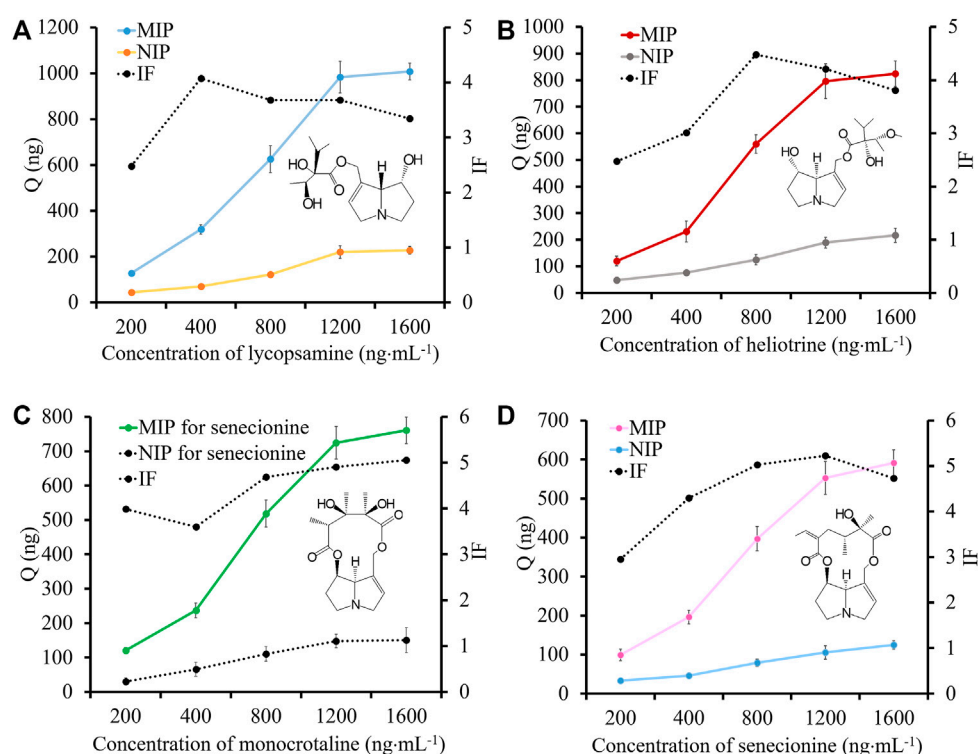 A
1200
1000
800
600
400
200
0
Q (ng)
MIP
NIP
IF
5
4
3
2
1
0
IF
HO
O
O
OH
OH
N
H
200 400 800 1200 1600
Concentration of lycopsamine (ng·mL⁻¹)
B
1000
900
800
700
600
500
400
300
200
100
0
Q (ng)
MIP
NIP
IF
5
4
3
2
1
0
IF
HO
H
O
O
O
OH
N
200 400 800 1200 1600
Concentration of heliotrine (ng·mL⁻¹)
C
800
700
600
500
400
300
200
100
0
Q (ng)
MIP for senecionine
NIP for senecionine
IF
6
5
4
3
2
1
0
IF
HO OH
O
O
O
O
H
N
200 400 800 1200 1600
Concentration of monocrotaline (ng·mL⁻¹)
D
700
600
500
400
300
200
100
0
Q (ng)
MIP
NIP
IF
6
5
4
3
2
1
0
IF
HO
O
O
O
O
H
N
200 400 800 1200 1600
Concentration of senecionine (ng·mL⁻¹)